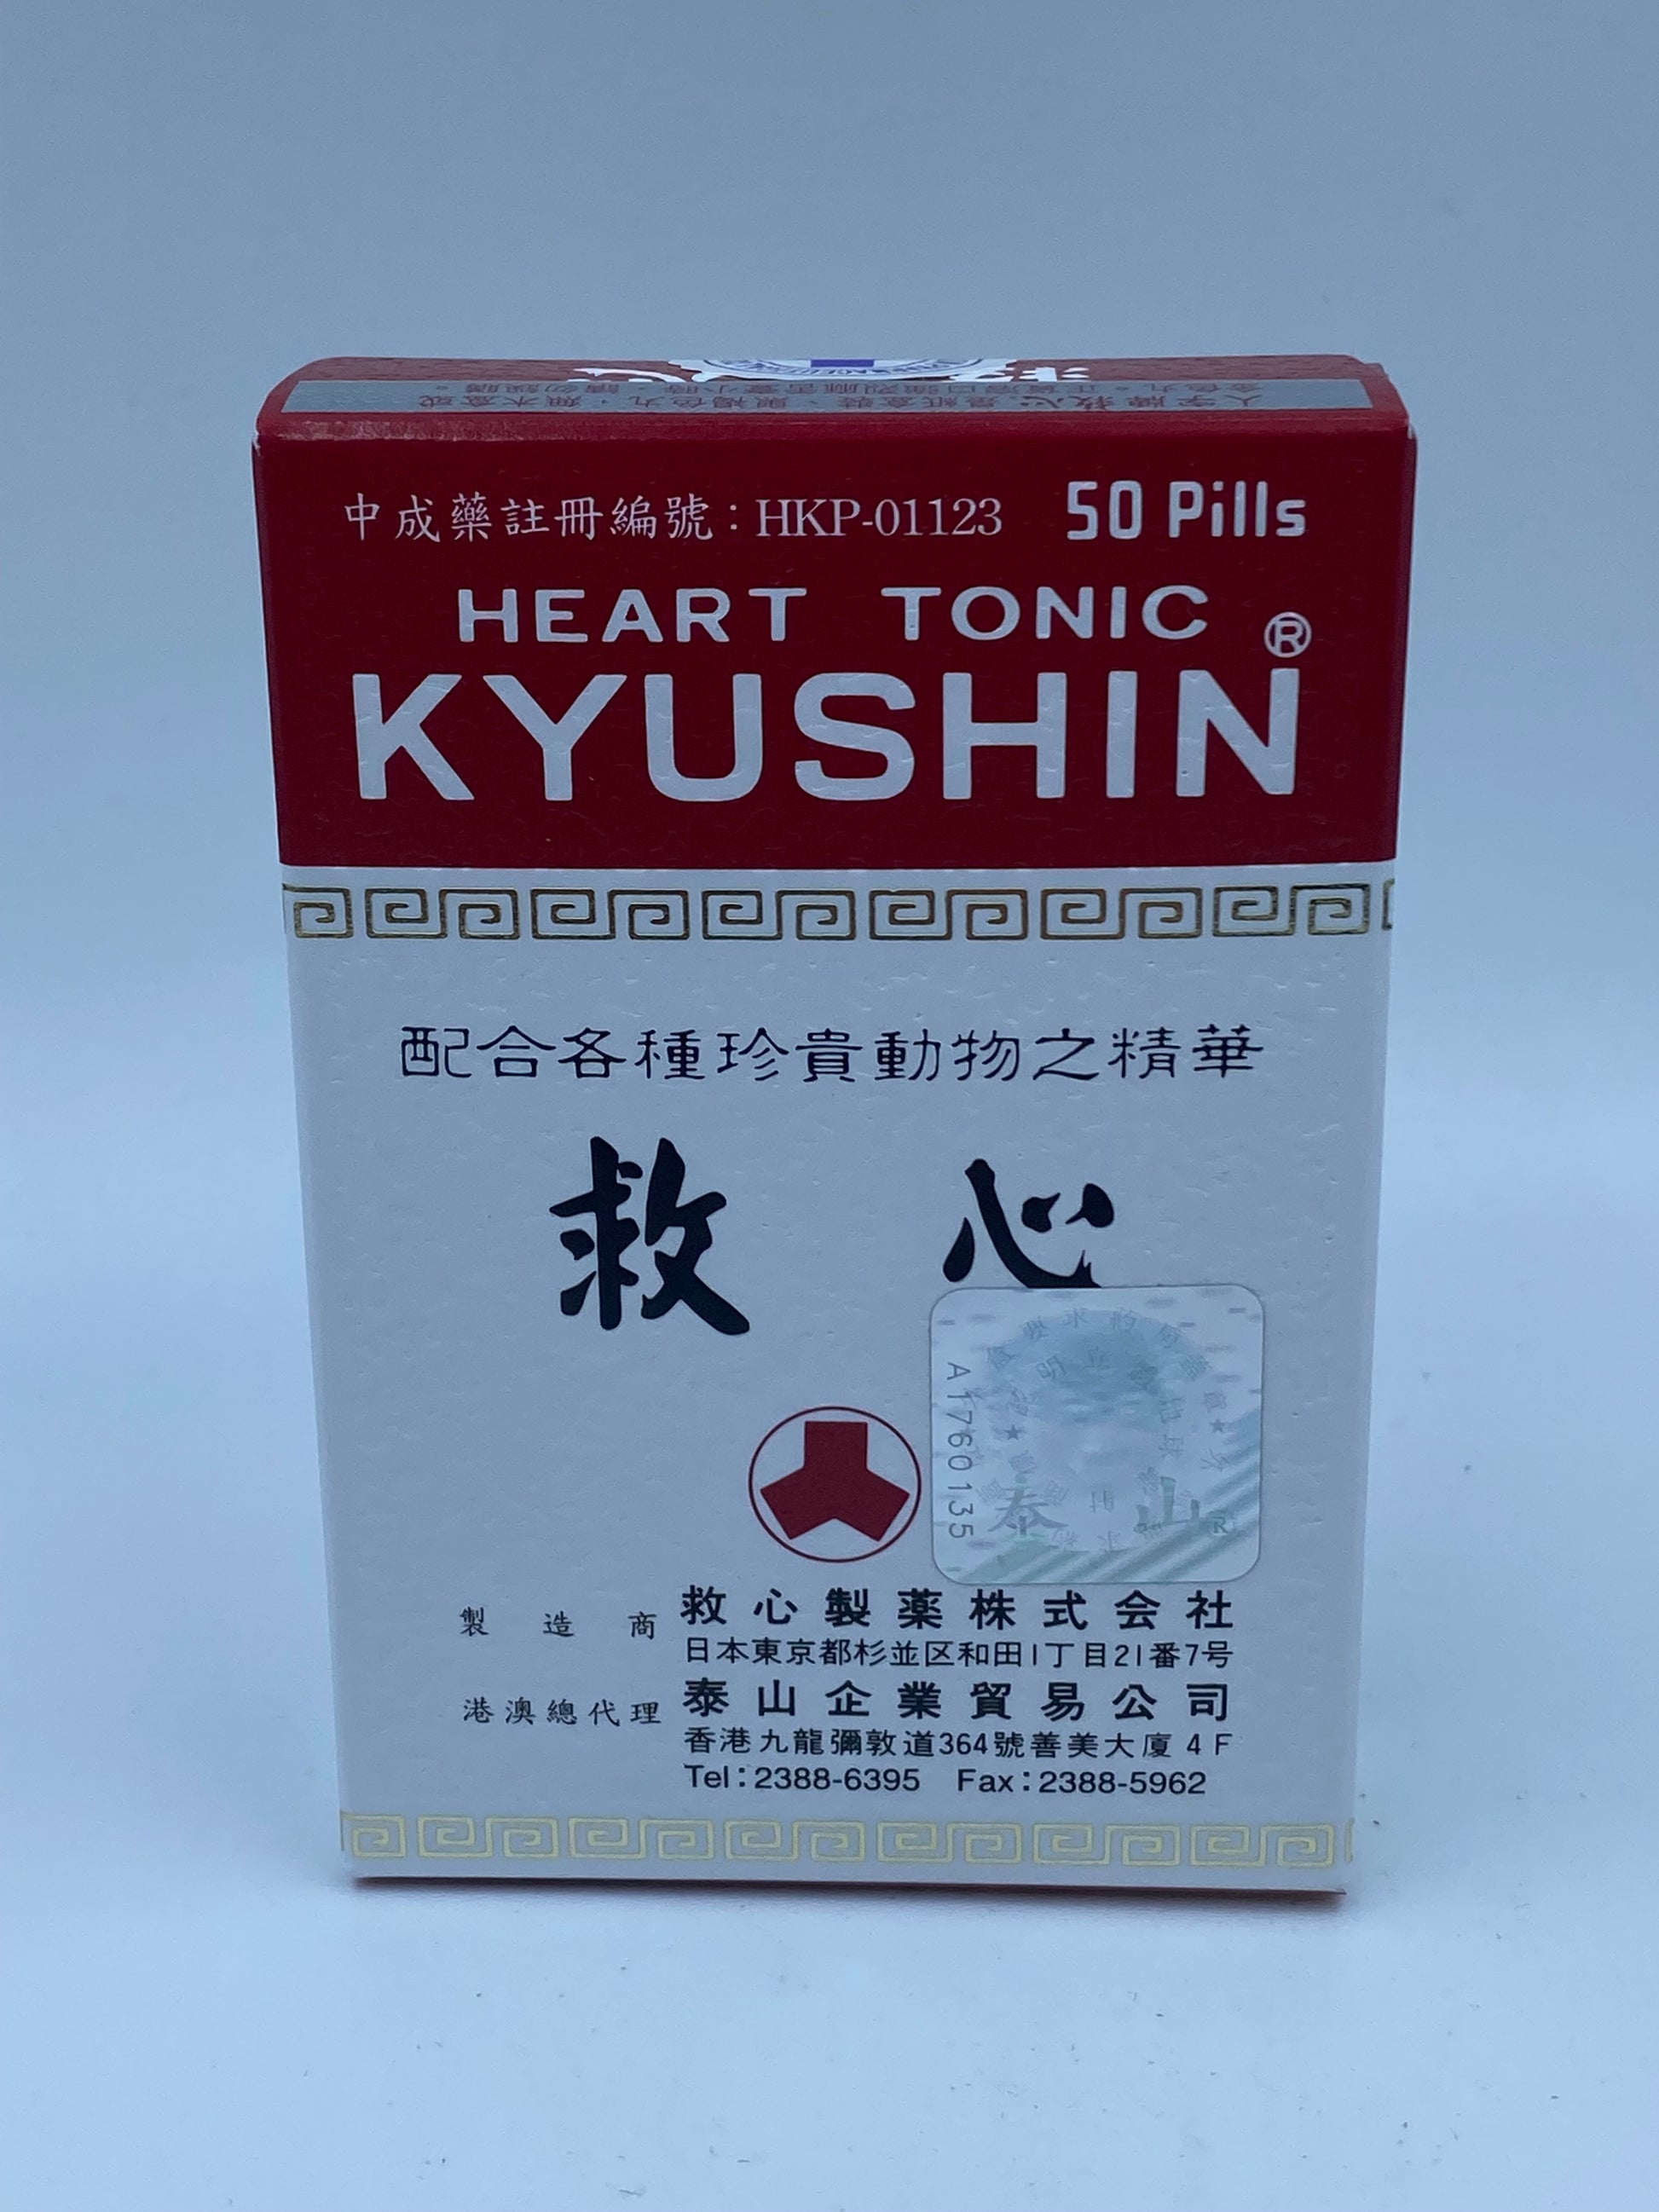 中成藥註冊編號：HKP-01123 50 Pills
HEART TONIC
KYUSHIN®
配合各種珍貴動物之精華
救心
A1760135
泰山®
製造商 救心製薬株式会社
日本東京都杉並区和田1丁目21番7号
港澳總代理 泰山企業貿易公司
香港九龍彌敦道364號善美大廈 4F
Tel：2388-6395 Fax：2388-5962